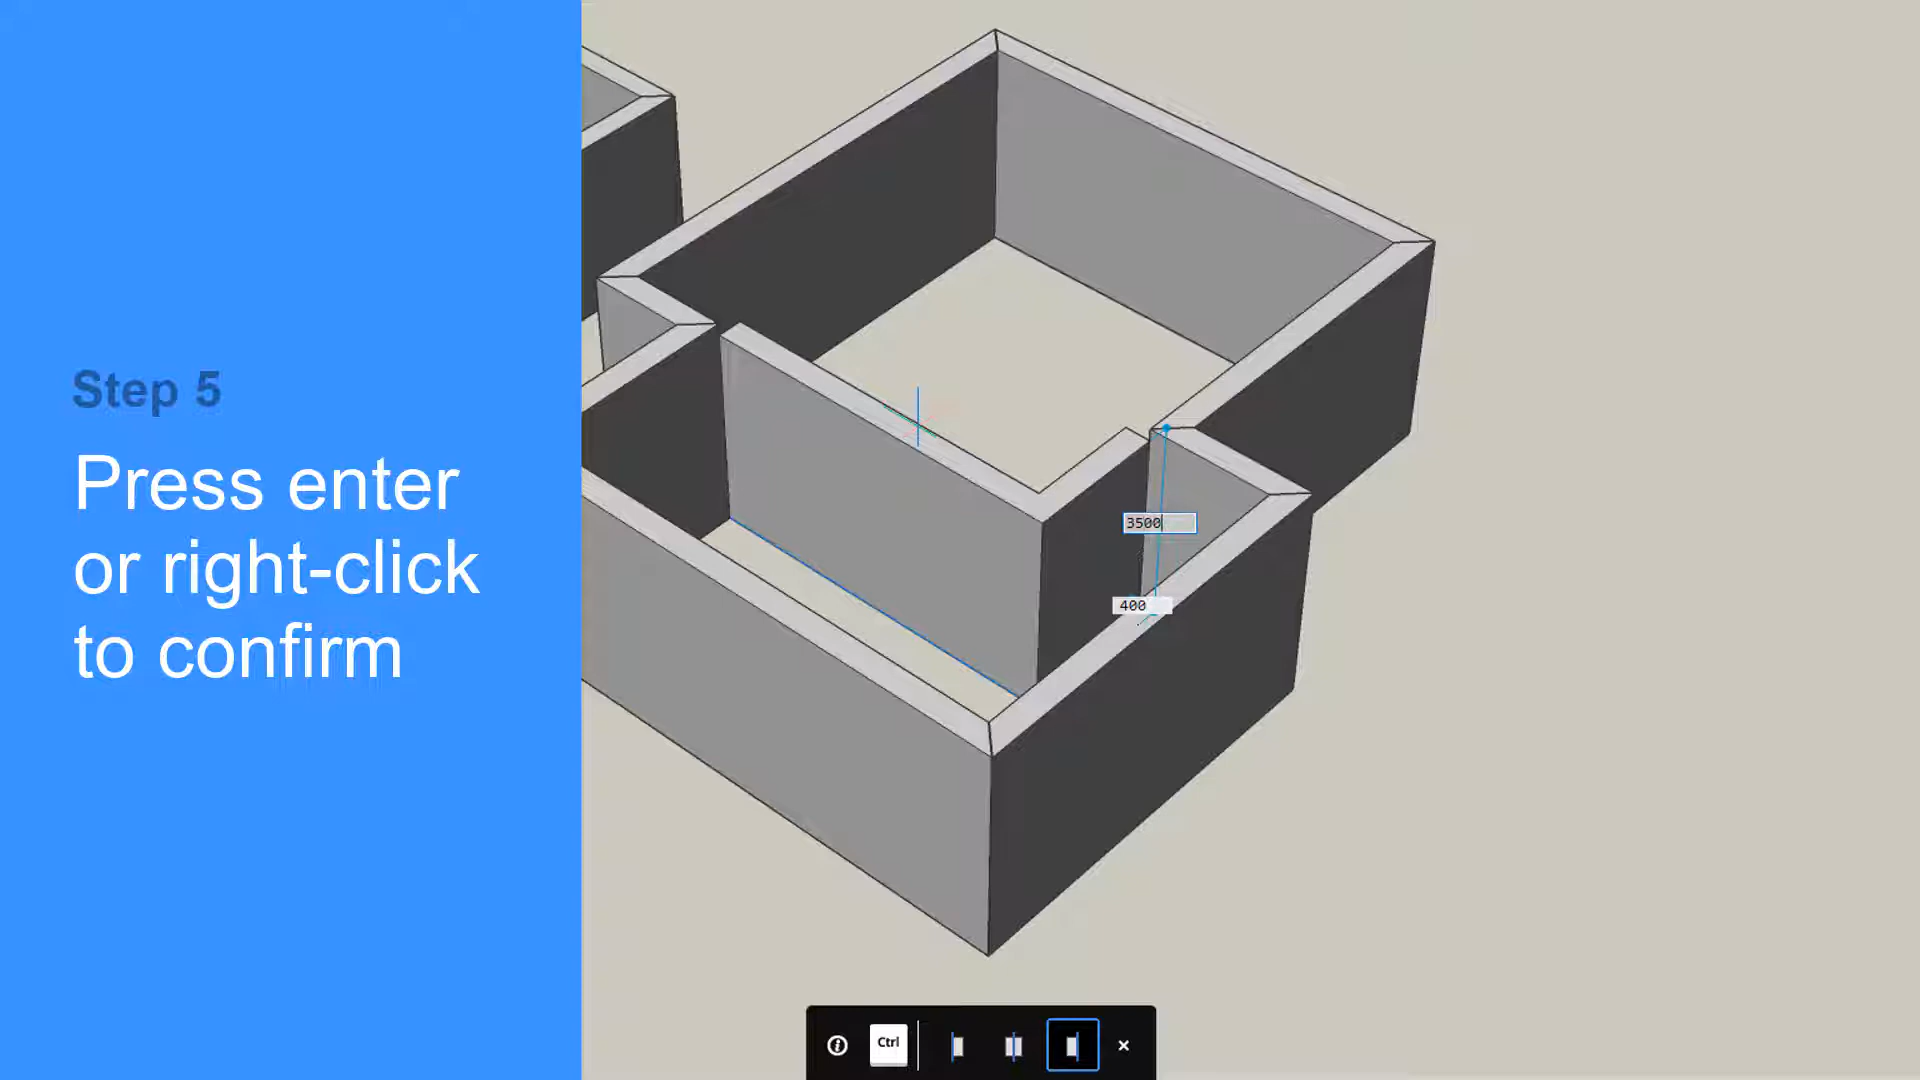 Step 5
Press enter
or right-click
to confirm
3500
400
Ctrl